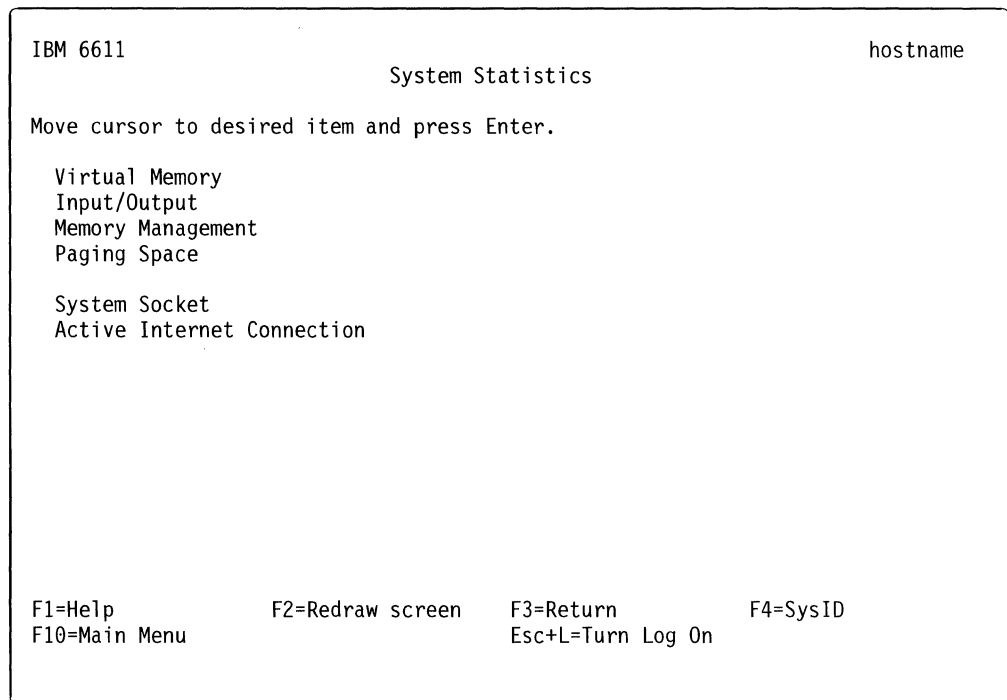 IBM 6611 hostname
System Statistics
Move cursor to desired item and press Enter.
Virtual Memory
Input/Output
Memory Management
Paging Space
System Socket
Active Internet Connection
F1=Help F2=Redraw screen F3=Return F4=SysID
F10=Main Menu Esc+L=Turn Log On